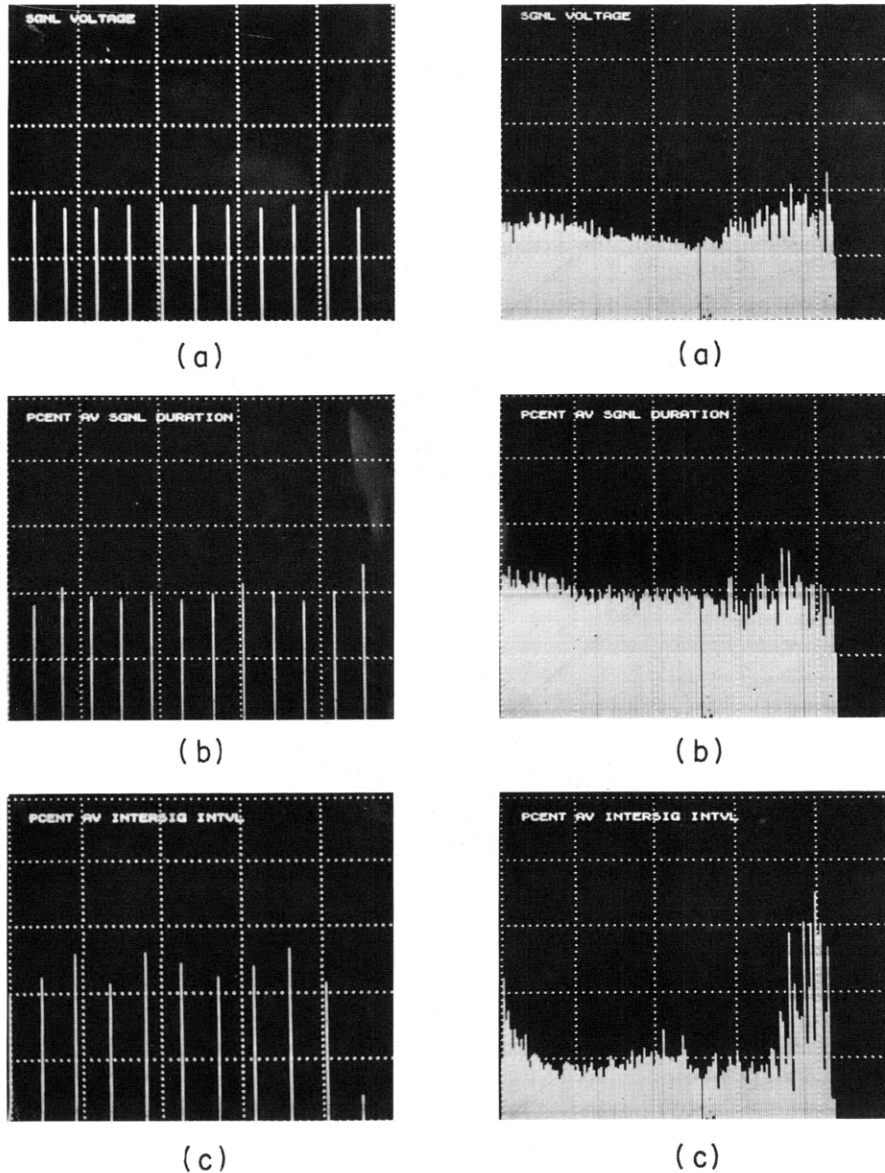 SGNL VOLTAGE
(a)
PCENT AV SGNL DURATION
(b)
PCENT AV INTERSIG INTVL
(c)
SGNL VOLTAGE
(a)
PCENT AV SGNL DURATION
(b)
PCENT AV INTERSIG INTVL
(c)